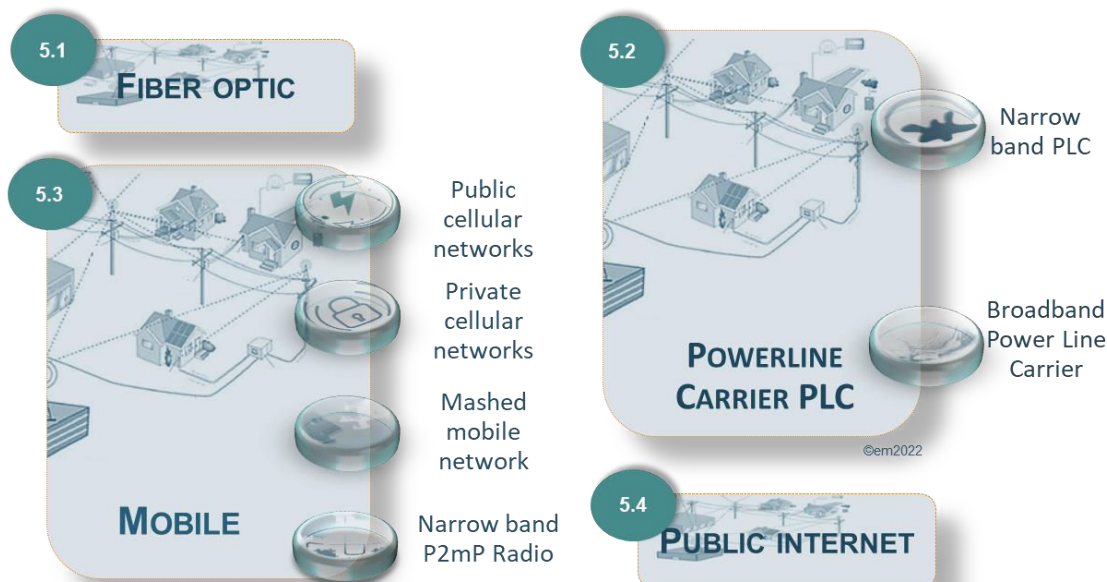 5.1
FIBER OPTIC
5.2
Narrow
band PLC
Broadband
Power Line
Carrier
POWERLINE
CARRIER PLC
©em2022
5.3
Public
cellular
networks
Private
cellular
networks
Mashed
mobile
network
Narrow band
P2mP Radio
MOBILE
5.4
PUBLIC INTERNET